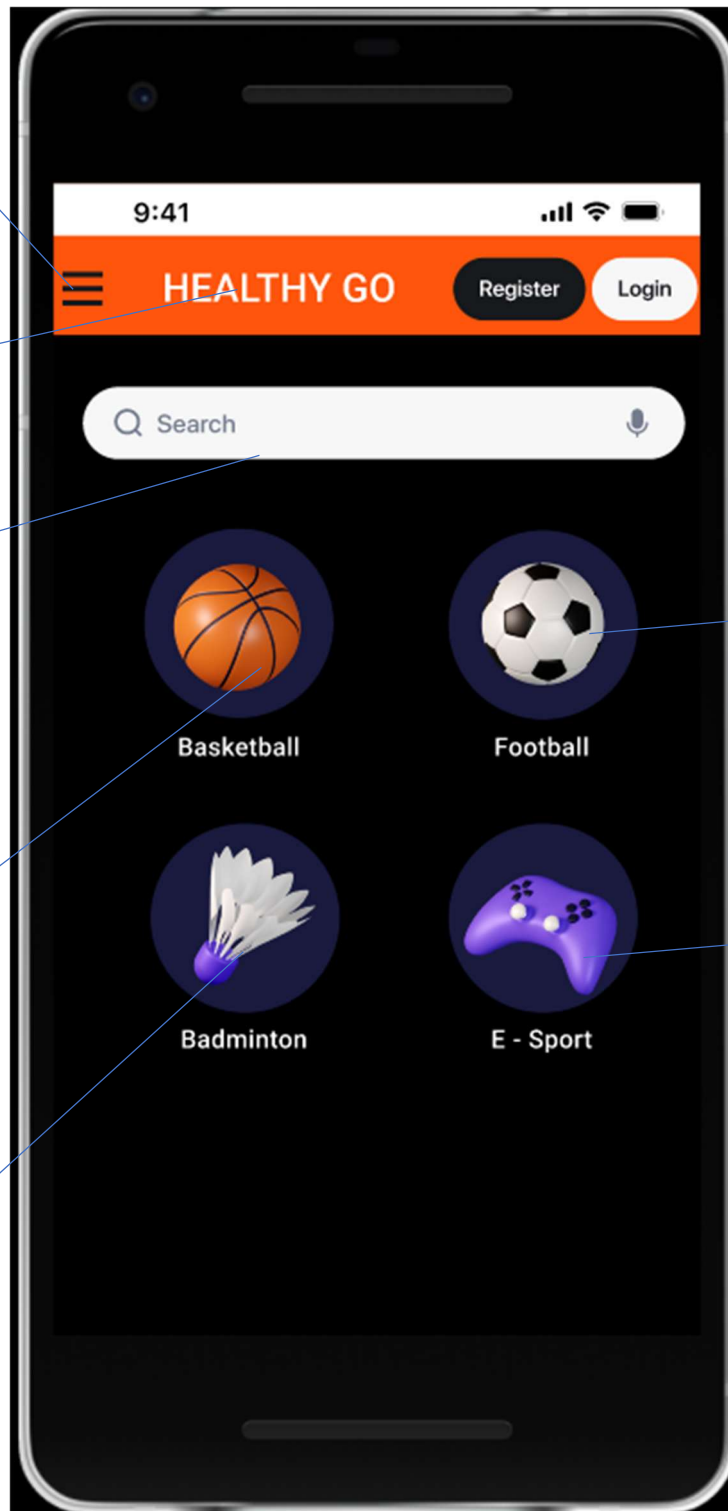 9:41
HEALTHY GO Register Login
Search
Basketball Football
Badminton E - Sport